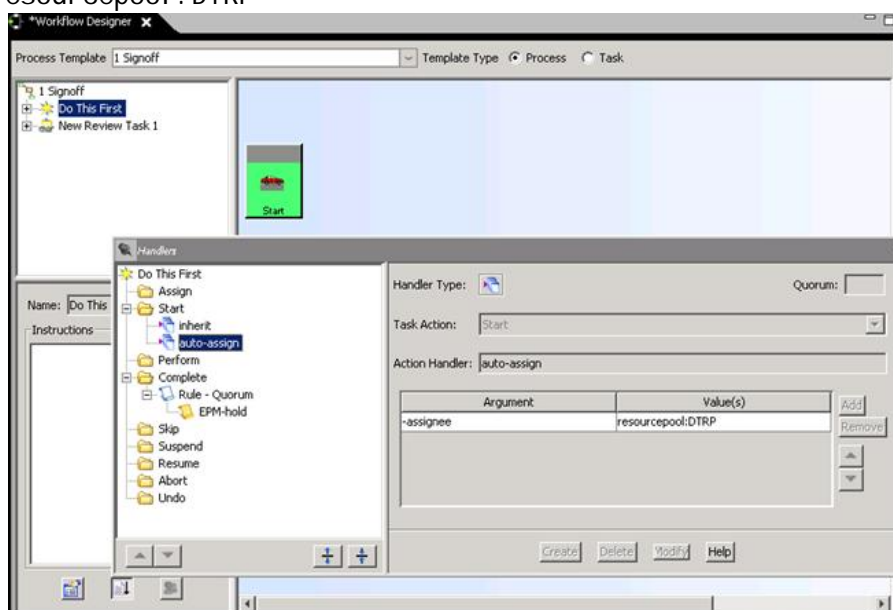 *Workflow Designer
Process Template 1 Signoff Template Type Process Task
1 Signoff
Do This First
New Review Task 1
Start
Handlers
Do This First
Assign
Start
inherit
auto-assign
Perform
Complete
Rule - Quorum
EPM-hold
Skip
Suspend
Resume
Abort
Undo
Name: Do This
Instructions
Handler Type: Quorum:
Task Action: Start
Action Handler: auto-assign
Argument Value(s)
-assignee resourcepool:DTRP
Add
Remove
Create Delete Modify Help